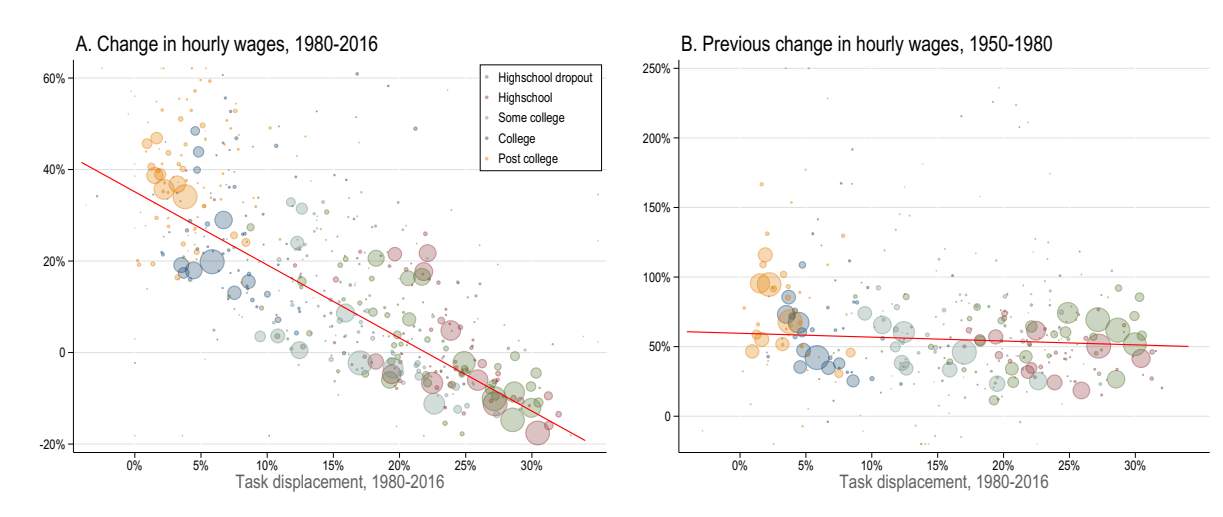 A. Change in hourly wages, 1980-2016
60%
40%
20%
0
-20%
0%
5%
10%
15%
20%
25%
30%
Task displacement, 1980-2016
Highschool dropout
Highschool
Some college
College
Post college
B. Previous change in hourly wages, 1950-1980
250%
200%
150%
100%
50%
0
0%
5%
10%
15%
20%
25%
30%
Task displacement, 1980-2016